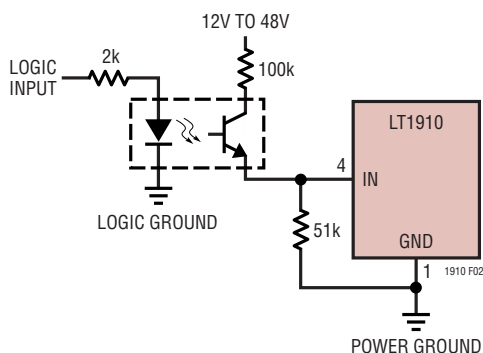 12V TO 48V
2k
LOGIC
INPUT
100k
LT1910
4
IN
LOGIC GROUND
51k
GND
1
1910 F02
POWER GROUND